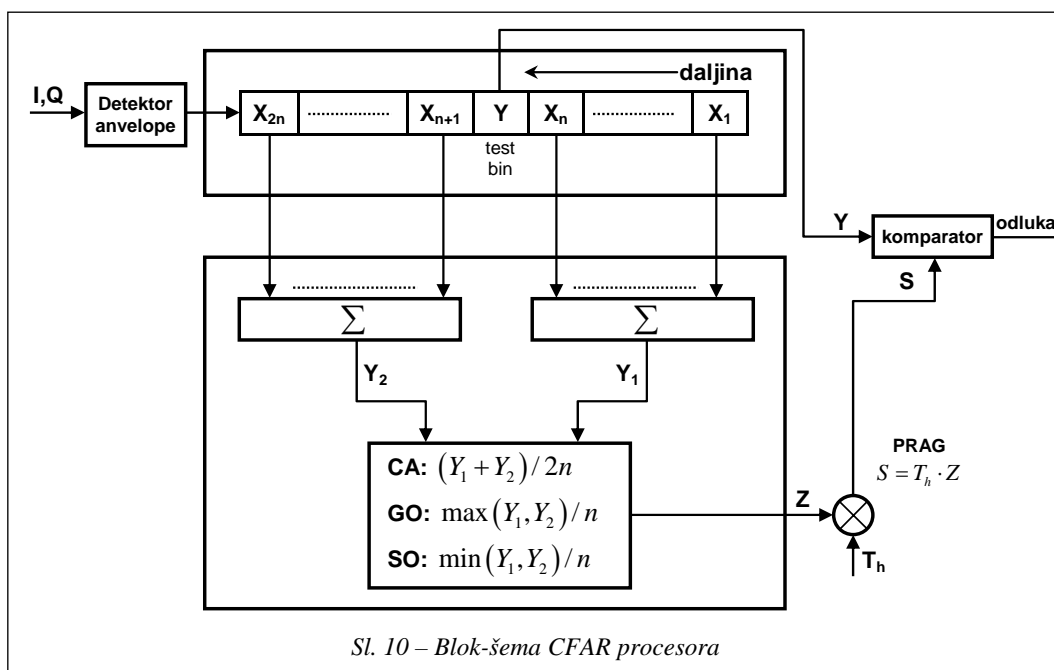 I,Q
Detektor
anvelope
daljina
X₂ₙ ................. X₍ₙ₊₁₎ Y Xₙ ................. X₁
test
bin
Y
komparator
odluka
S
.........................
.........................
∑
∑
Y₂
Y₁
CA: (Y₁ + Y₂) / 2n
GO: max(Y₁, Y₂) / n
SO: min(Y₁, Y₂) / n
Z
PRAG
S = Tₕ · Z
Tₕ
Sl. 10 – Blok-šema CFAR procesora